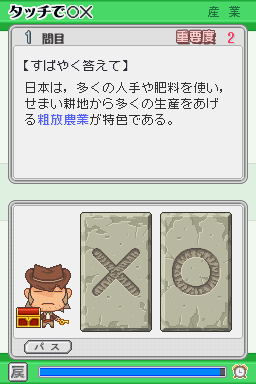 タッチで○×
産業
1 問目
重要度 2
【すばやく答えて】
日本は，多くの人手や肥料を使い，
せまい耕地から多くの生産をあげ
る粗放農業が特色である。
× ○
パス
戻